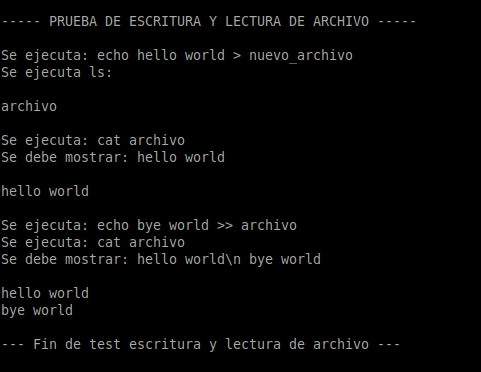 ----- PRUEBA DE ESCRITURA Y LECTURA DE ARCHIVO -----
Se ejecuta: echo hello world > nuevo_archivo
Se ejecuta ls:
archivo
Se ejecuta: cat archivo
Se debe mostrar: hello world
hello world
Se ejecuta: echo bye world >> archivo
Se ejecuta: cat archivo
Se debe mostrar: hello world\n bye world
hello world
bye world
--- Fin de test escritura y lectura de archivo ---